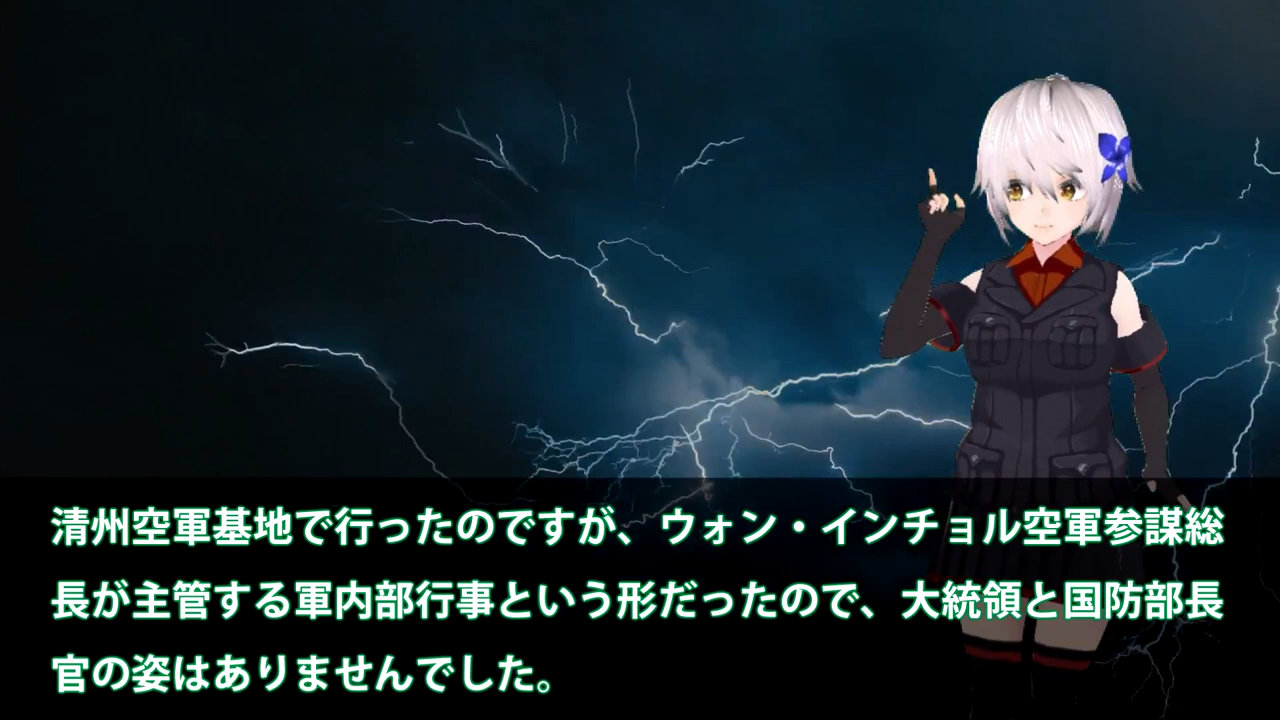 清州空軍基地で行ったのですが、ウォン・インチョル空軍参謀総
長が主管する軍内部行事という形だったので、大統領と国防部長
官の姿はありませんでした。